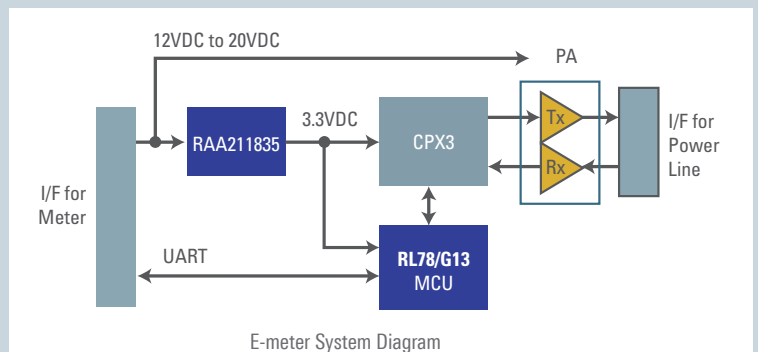 12VDC to 20VDC
PA
RAA211835
3.3VDC
CPX3
Tx
Rx
I/F for
Power
Line
I/F for
Meter
UART
RL78/G13
MCU
E-meter System Diagram